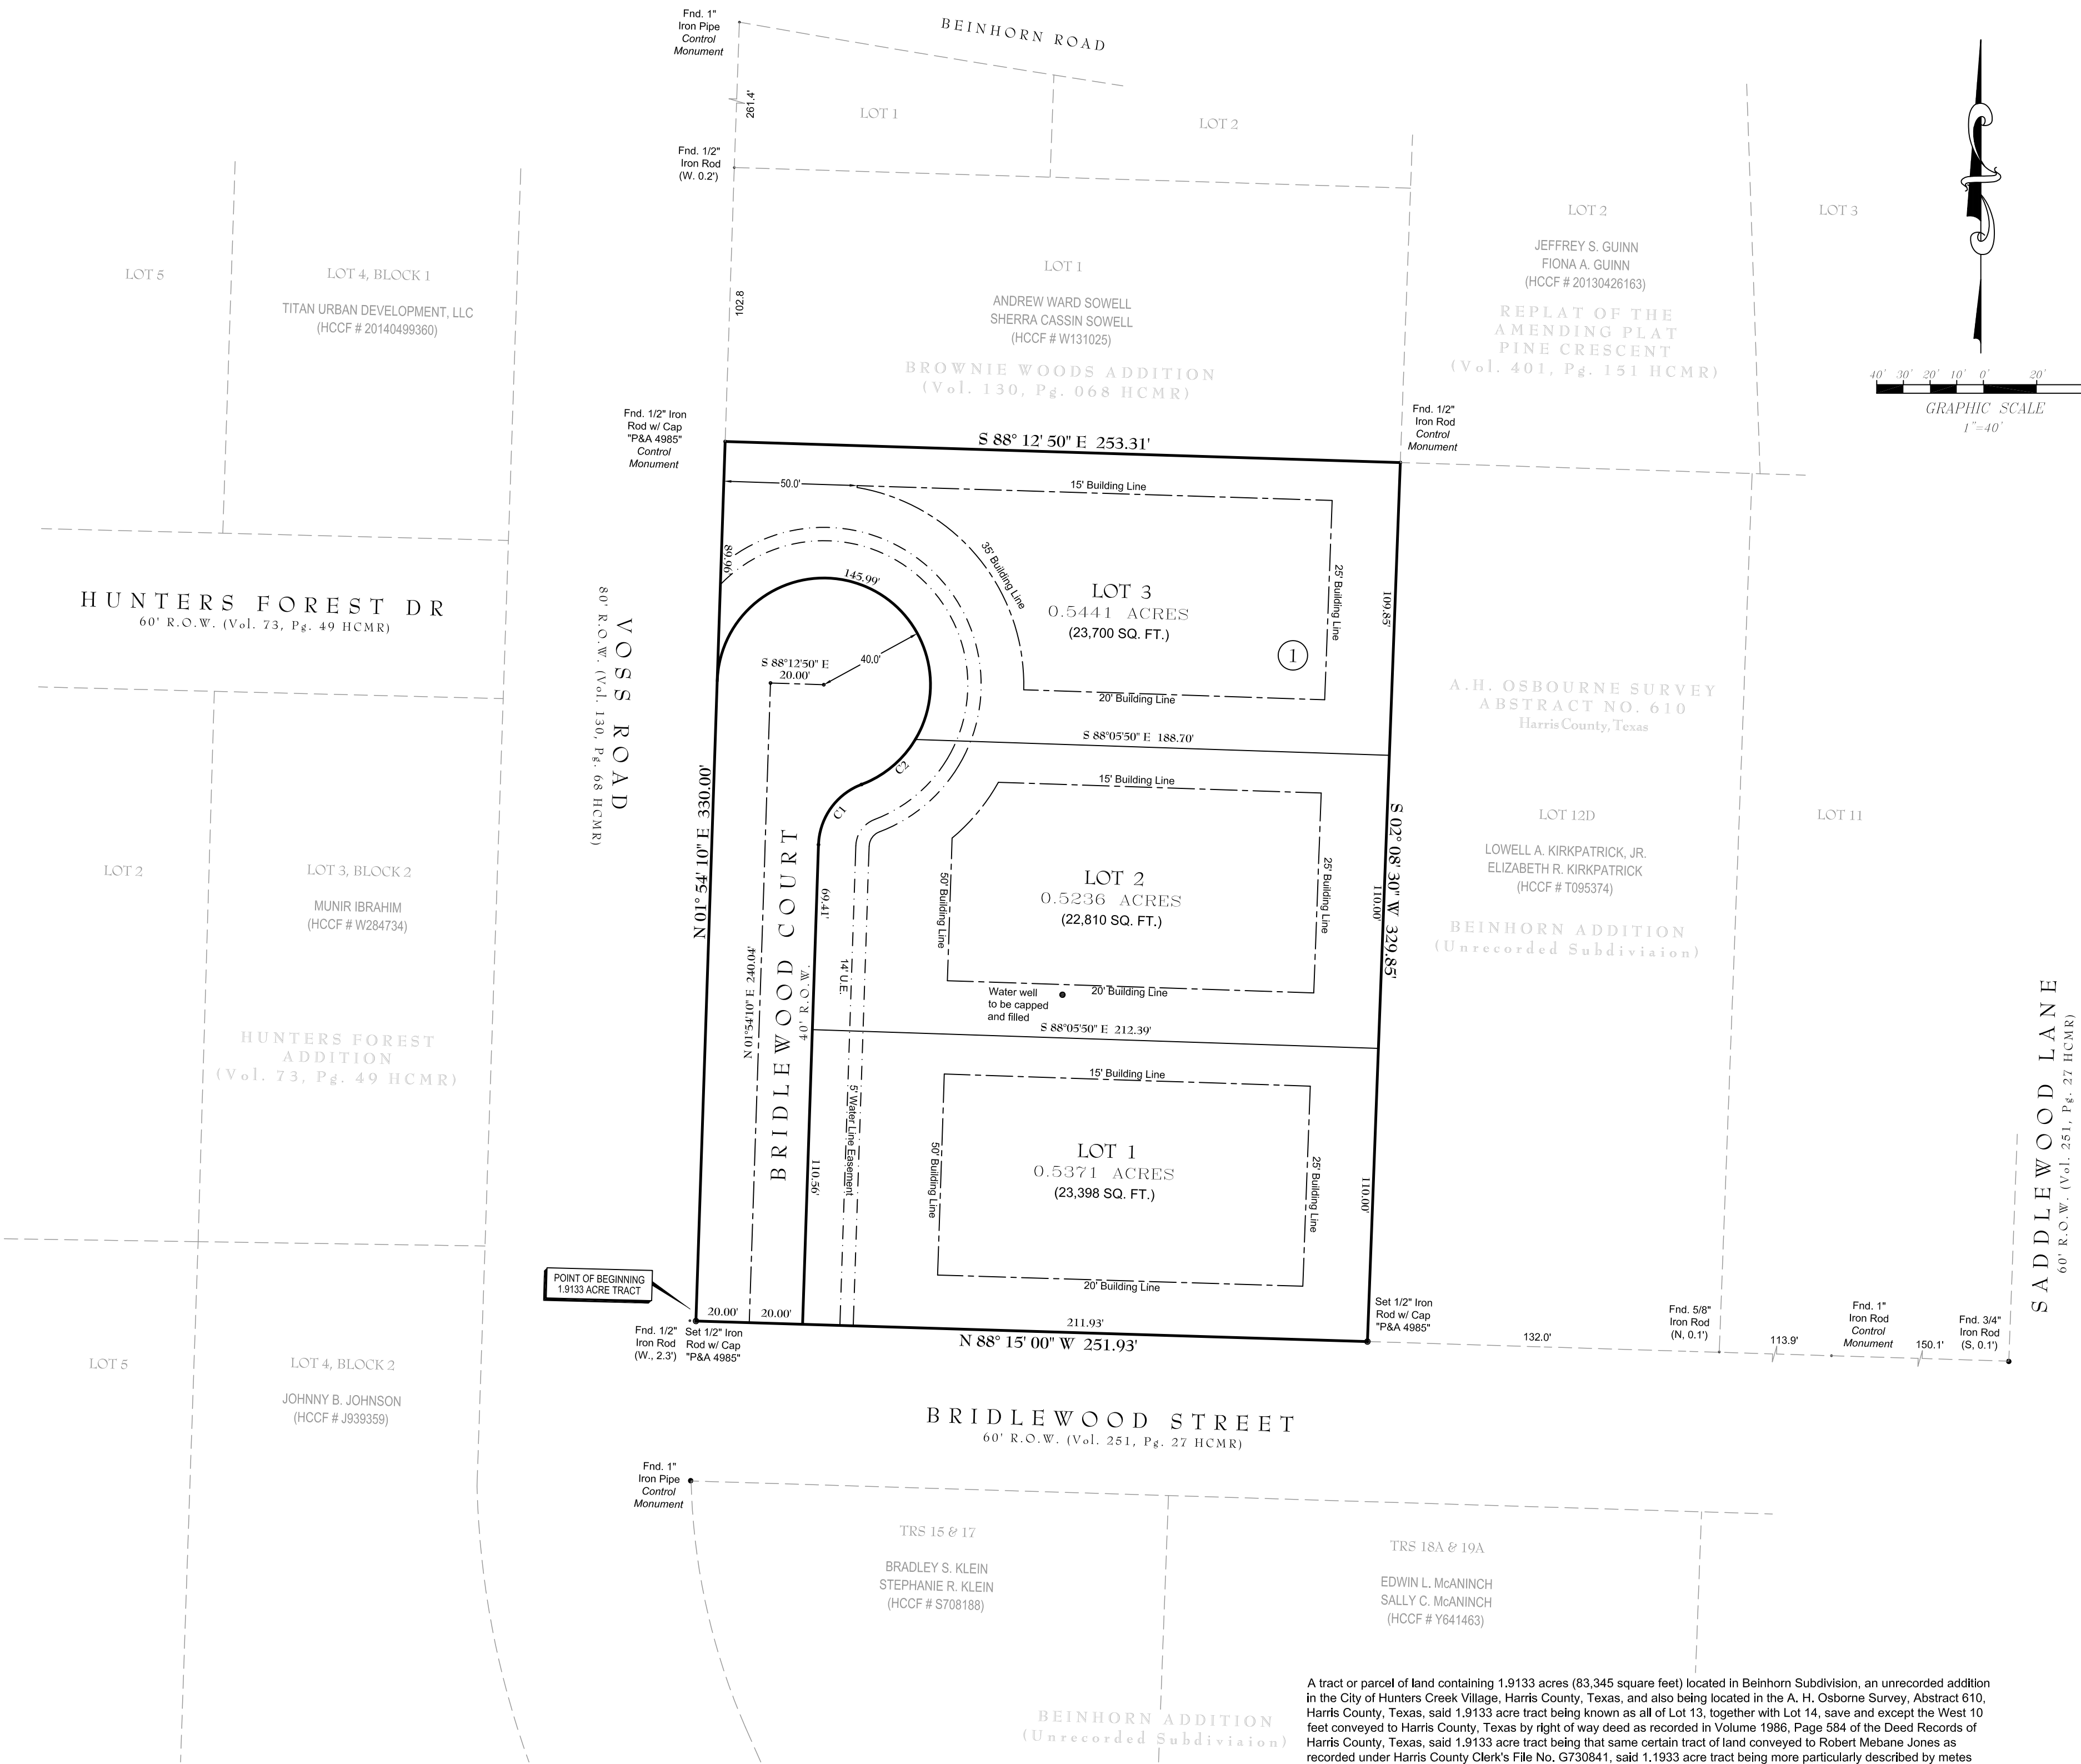 Fnd. 1"
Iron Pipe
Control
Monument
BEINHORN ROAD
261.4'
LOT 1
LOT 2
Fnd. 1/2"
Iron Rod
(W. 0.2')
102.8
LOT 5
LOT 4, BLOCK 1
TITAN URBAN DEVELOPMENT, LLC
(HCCF # 20140499360)
LOT 1
ANDREW WARD SOWELL
SHERRA CASSIN SOWELL
(HCCF # W131025)
BROWNIE WOODS ADDITION
(Vol. 130, Pg. 068 HCMR)
LOT 2
JEFFREY S. GUINN
FIONA A. GUINN
(HCCF # 20130426163)
REPLAT OF THE
AMENDING PLAT
PINE CRESCENT
(Vol. 401, Pg. 151 HCMR)
LOT 3
40' 30' 20' 10' 0' 20'
GRAPHIC SCALE
1"=40'
Fnd. 1/2" Iron
Rod w/ Cap
"P&A 4985"
Control
Monument
S 88° 12' 50" E 253.31'
Fnd. 1/2"
Iron Rod
Control
Monument
50.0'
15' Building Line
89.96'
145.99'
35' Building Line
25' Building Line
109.85'
LOT 3
0.5441 ACRES
(23,700 SQ. FT.)
1
40.0'
S 88°12'50" E
20.00'
20' Building Line
HUNTERS FOREST DR
60' R.O.W. (Vol. 73, Pg. 49 HCMR)
VOSS ROAD
80' R.O.W. (Vol. 130, Pg. 68 HCMR)
A.H. OSBOURNE SURVEY
ABSTRACT NO. 610
Harris County, Texas
S 88°05'50" E 188.70'
C2
C1
15' Building Line
N 01° 54' 10" E 330.00'
S 02° 08' 30" W 329.85'
LOT 2
LOT 3, BLOCK 2
MUNIR IBRAHIM
(HCCF # W284734)
HUNTERS FOREST
ADDITION
(Vol. 73, Pg. 49 HCMR)
BRIDLEWOOD COURT
40' R.O.W.
N 01°54'10" E 240.04'
69.41'
14' U.E.
50' Building Line
LOT 2
0.5236 ACRES
(22,810 SQ. FT.)
25' Building Line
110.00'
Water well
to be capped
and filled
20' Building Line
S 88°05'50" E 212.39'
LOT 12D
LOWELL A. KIRKPATRICK, JR.
ELIZABETH R. KIRKPATRICK
(HCCF # T095374)
BEINHORN ADDITION
(Unrecorded Subdiviaion)
LOT 11
SADDLEWOOD LANE
60' R.O.W. (Vol. 251, Pg. 27 HCMR)
15' Building Line
110.56'
5' Water Line Easement
50' Building Line
LOT 1
0.5371 ACRES
(23,398 SQ. FT.)
25' Building Line
110.00'
20' Building Line
POINT OF BEGINNING
1.9133 ACRE TRACT
20.00'
20.00'
211.93'
N 88° 15' 00" W 251.93'
Fnd. 1/2"
Iron Rod
(W., 2.3')
Set 1/2" Iron
Rod w/ Cap
"P&A 4985"
Set 1/2" Iron
Rod w/ Cap
"P&A 4985"
132.0'
Fnd. 5/8"
Iron Rod
(N, 0.1')
113.9'
Fnd. 1"
Iron Rod
Control
Monument
150.1'
Fnd. 3/4"
Iron Rod
(S, 0.1')
LOT 5
LOT 4, BLOCK 2
JOHNNY B. JOHNSON
(HCCF # J939359)
BRIDLEWOOD STREET
60' R.O.W. (Vol. 251, Pg. 27 HCMR)
Fnd. 1"
Iron Pipe
Control
Monument
TRS 15 & 17
BRADLEY S. KLEIN
STEPHANIE R. KLEIN
(HCCF # S708188)
TRS 18A & 19A
EDWIN L. McANINCH
SALLY C. McANINCH
(HCCF # Y641463)
BEINHORN ADDITION
(Unrecorded Subdiviaion)
A tract or parcel of land containing 1.9133 acres (83,345 square feet) located in Beinhorn Subdivision, an unrecorded addition
in the City of Hunters Creek Village, Harris County, Texas, and also being located in the A. H. Osborne Survey, Abstract 610,
Harris County, Texas, said 1.9133 acre tract being known as all of Lot 13, together with Lot 14, save and except the West 10
feet conveyed to Harris County, Texas by right of way deed as recorded in Volume 1986, Page 584 of the Deed Records of
Harris County, Texas, said 1.9133 acre tract being that same certain tract of land conveyed to Robert Mebane Jones as
recorded under Harris County Clerk's File No. G730841, said 1.1933 acre tract being more particularly described by metes